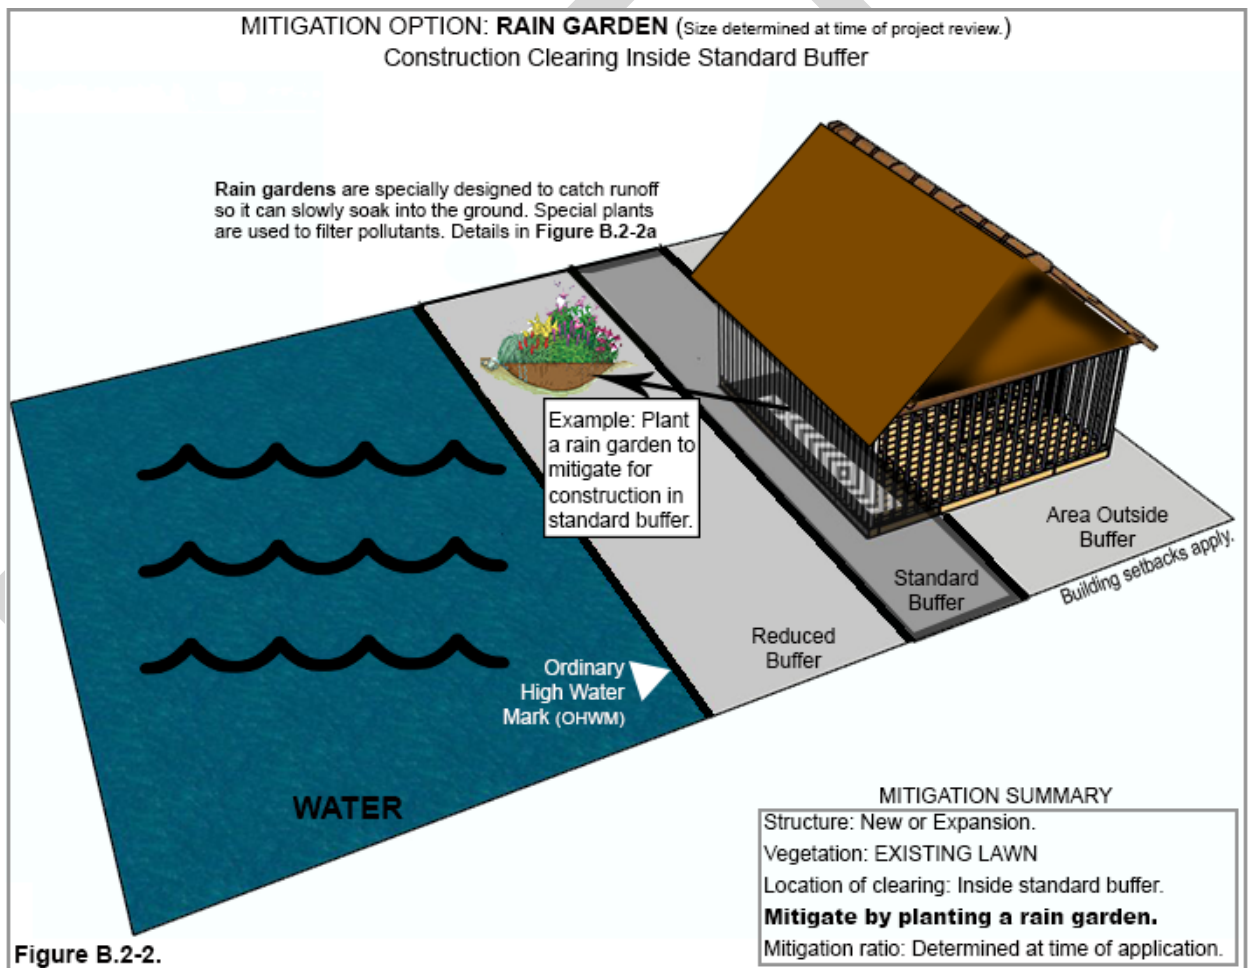 MITIGATION OPTION: RAIN GARDEN (Size determined at time of project review.)
Construction Clearing Inside Standard Buffer
Rain gardens are specially designed to catch runoff
so it can slowly soak into the ground. Special plants
are used to filter pollutants. Details in Figure B.2-2a
Example: Plant
a rain garden to
mitigate for
construction in
standard buffer.
Area Outside
Buffer
Building setbacks apply.
Standard
Buffer
Reduced
Buffer
Ordinary
High Water
Mark (OHWM)
WATER
MITIGATION SUMMARY
Structure: New or Expansion.
Vegetation: EXISTING LAWN
Location of clearing: Inside standard buffer.
Mitigate by planting a rain garden.
Mitigation ratio: Determined at time of application.
Figure B.2-2.